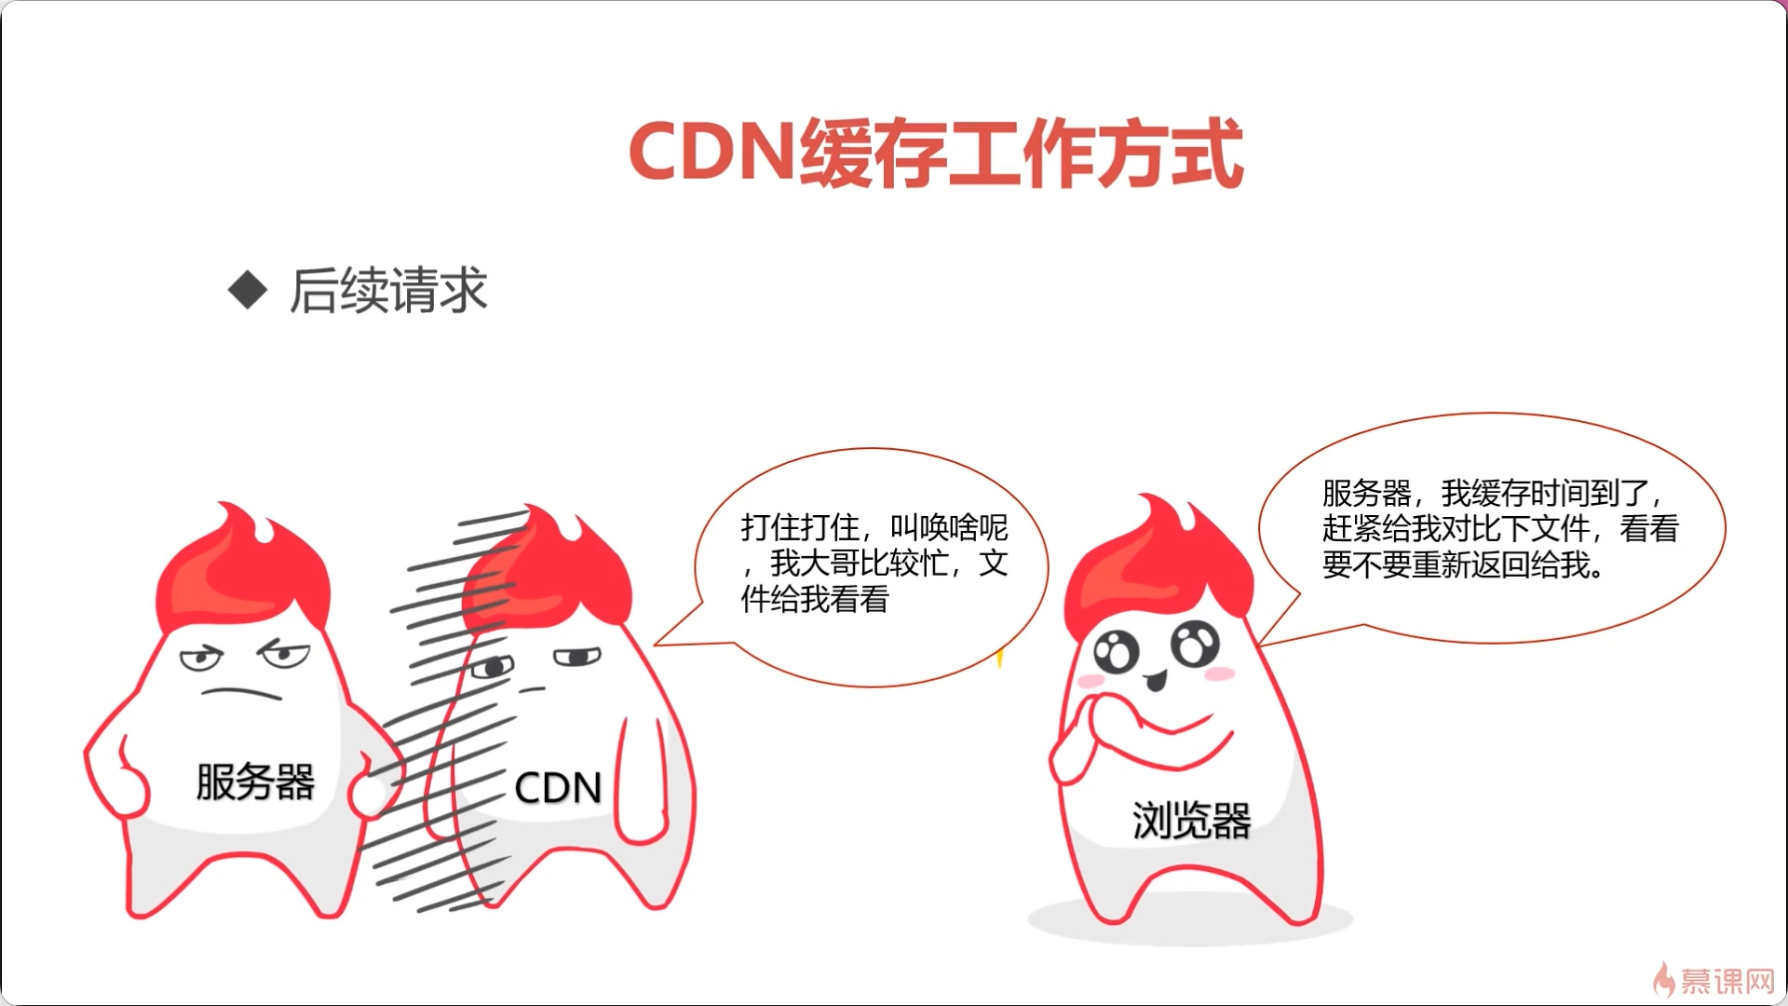 CDN缓存工作方式
◆ 后续请求
打住打住，叫唤啥呢
，我大哥比较忙，文
件给我看看
服务器，我缓存时间到了，
赶紧给我对比下文件，看看
要不要重新返回给我。
服务器
CDN
浏览器
慕课网